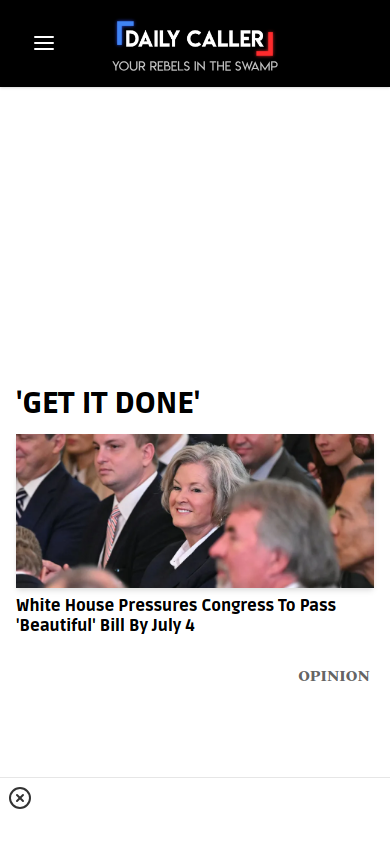 DAILY CALLER
YOUR REBELS IN THE SWAMP
'GET IT DONE'
White House Pressures Congress To Pass
'Beautiful' Bill By July 4
OPINION